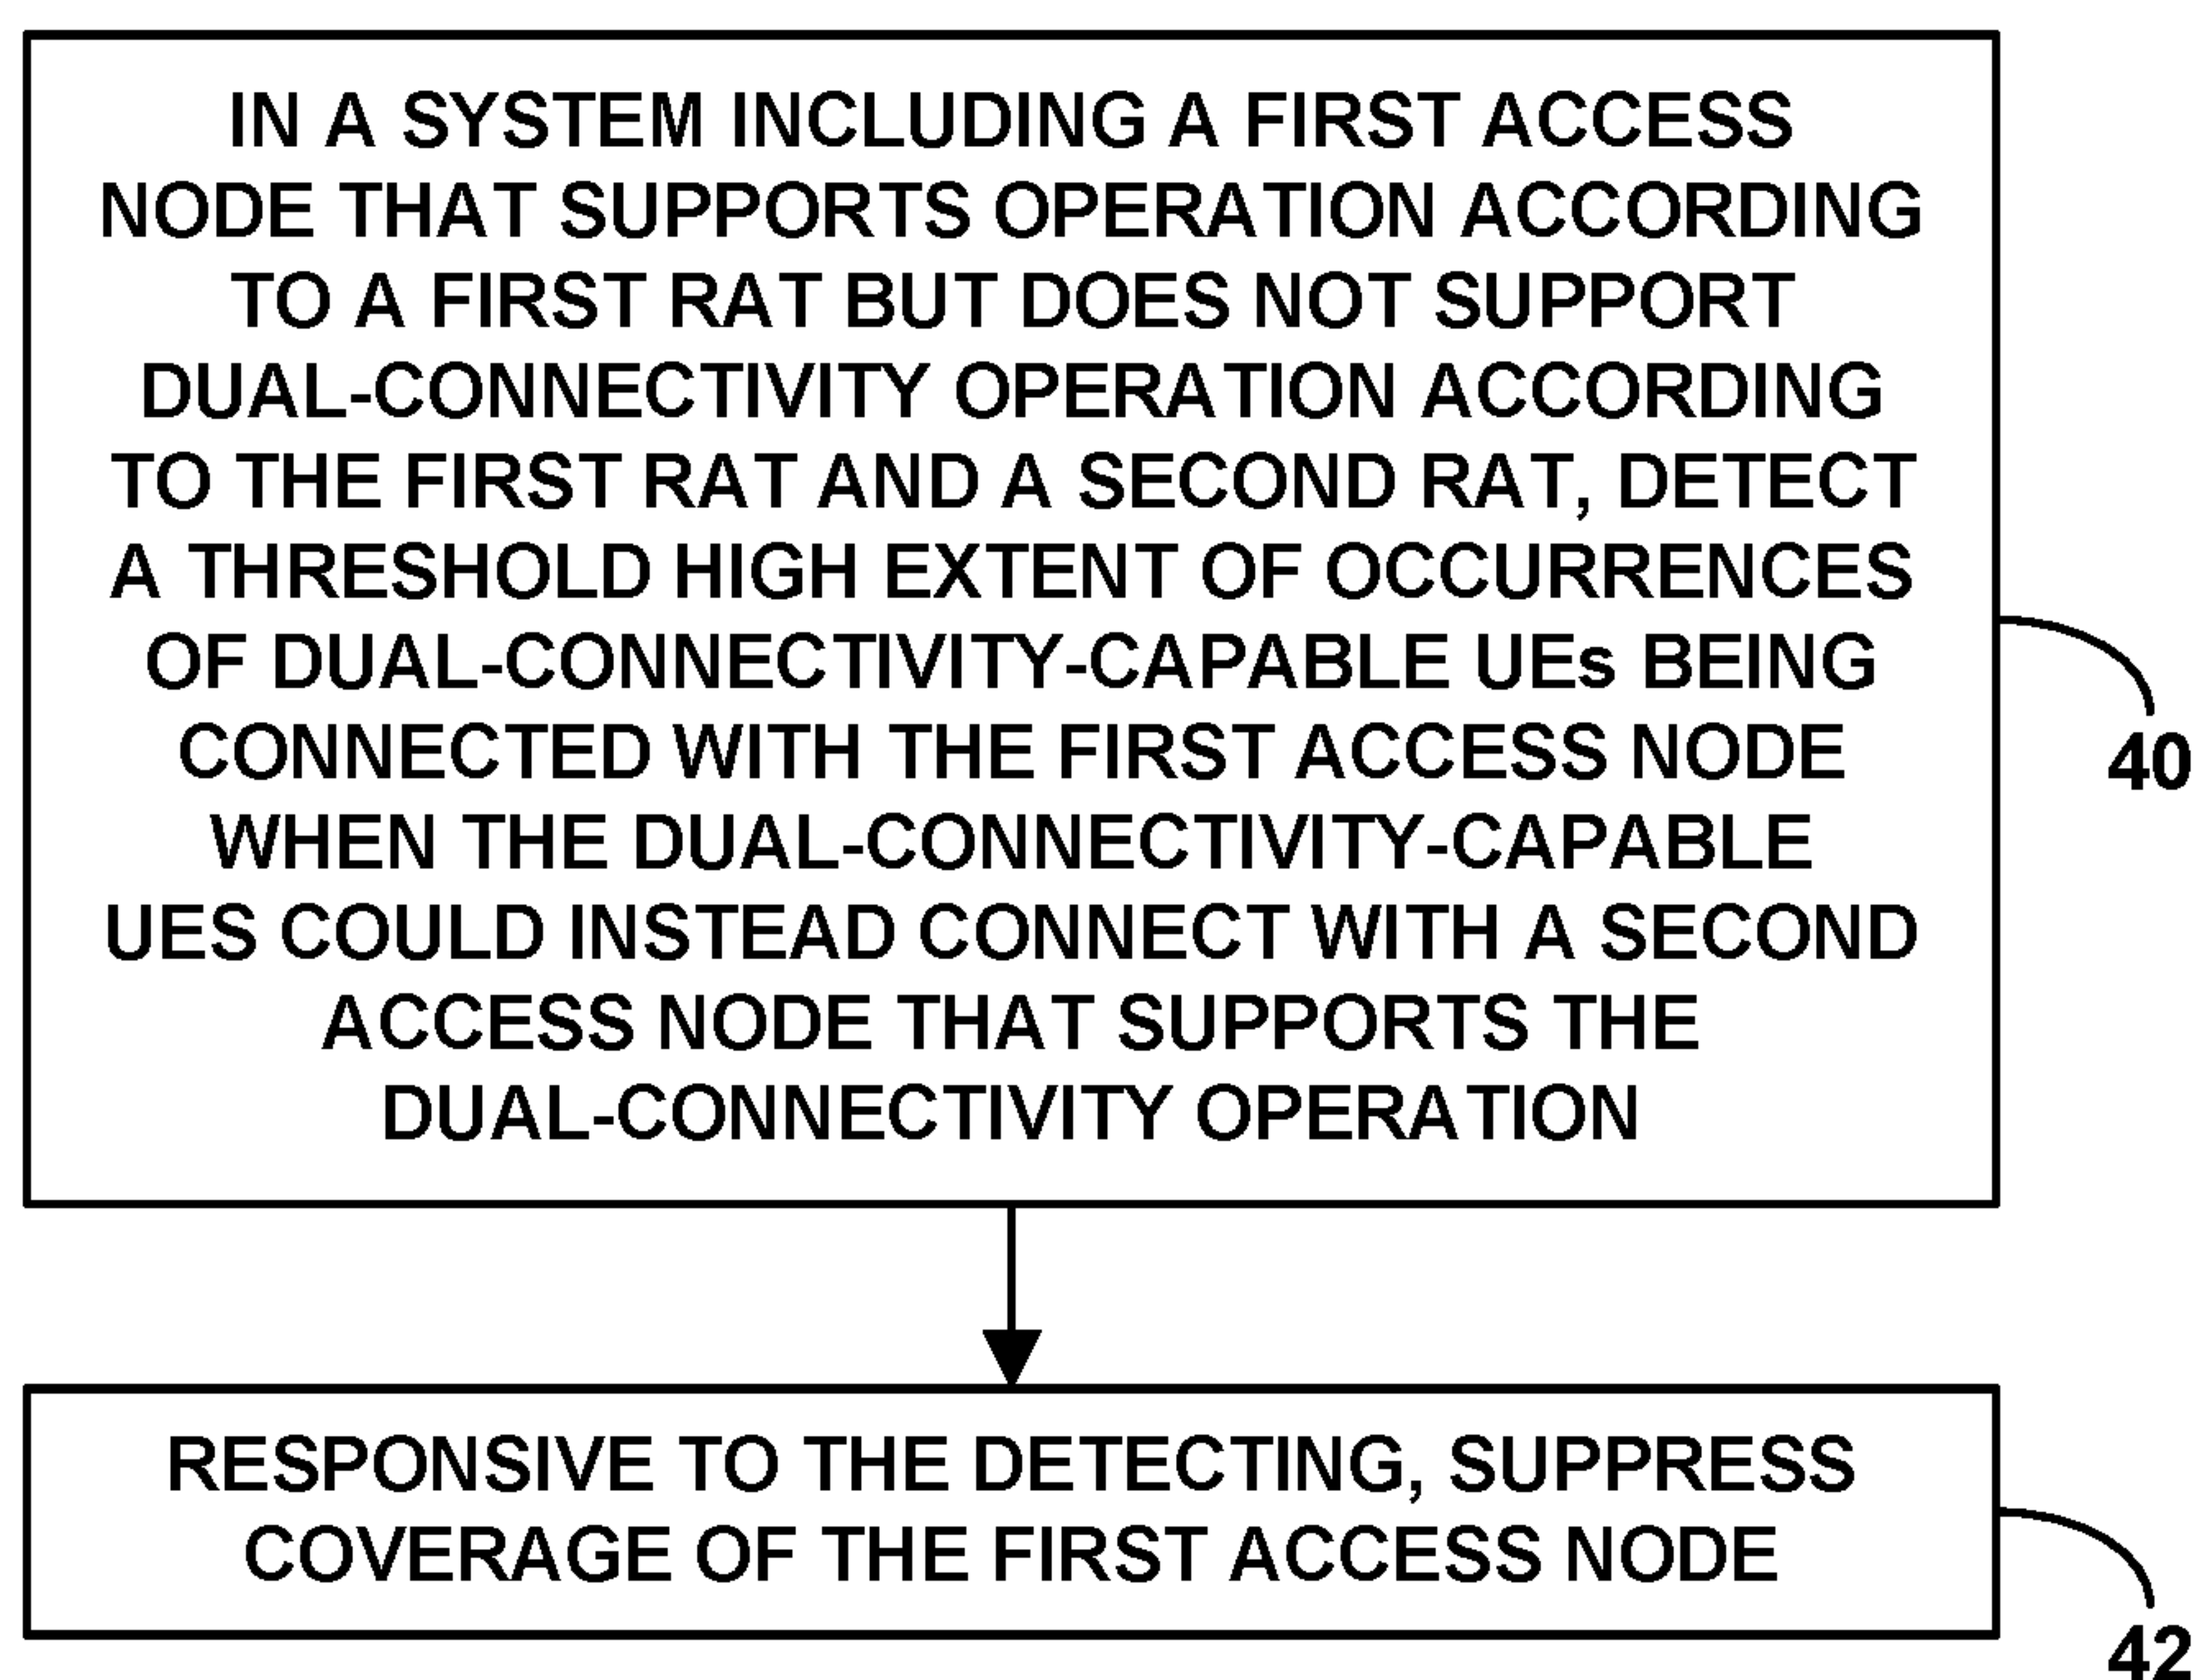 IN A SYSTEM INCLUDING A FIRST ACCESS
NODE THAT SUPPORTS OPERATION ACCORDING
TO A FIRST RAT BUT DOES NOT SUPPORT
DUAL-CONNECTIVITY OPERATION ACCORDING
TO THE FIRST RAT AND A SECOND RAT, DETECT
A THRESHOLD HIGH EXTENT OF OCCURRENCES
OF DUAL-CONNECTIVITY-CAPABLE UEs BEING
CONNECTED WITH THE FIRST ACCESS NODE
WHEN THE DUAL-CONNECTIVITY-CAPABLE
UES COULD INSTEAD CONNECT WITH A SECOND
ACCESS NODE THAT SUPPORTS THE
DUAL-CONNECTIVITY OPERATION
40
RESPONSIVE TO THE DETECTING, SUPPRESS
COVERAGE OF THE FIRST ACCESS NODE
42